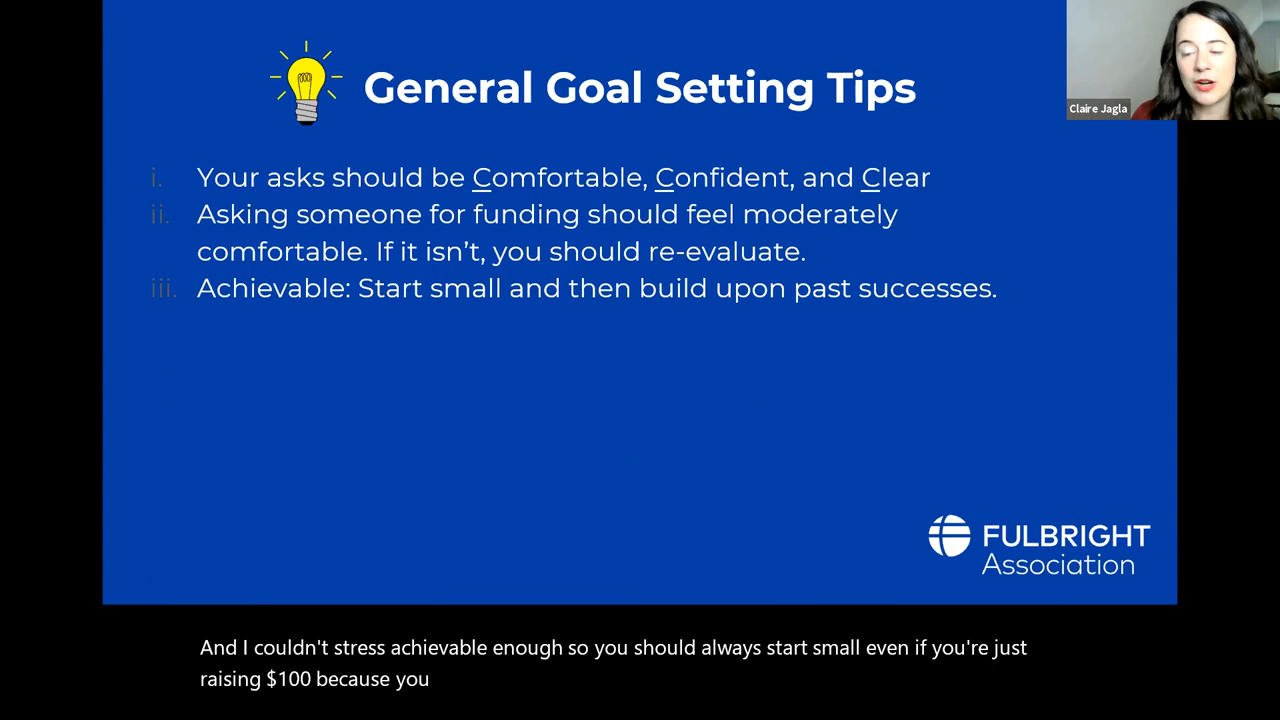 General Goal Setting Tips
Claire Jagla
i. Your asks should be Comfortable, Confident, and Clear
ii. Asking someone for funding should feel moderately
comfortable. If it isn’t, you should re-evaluate.
iii. Achievable: Start small and then build upon past successes.
FULBRIGHT
Association
And I couldn't stress achievable enough so you should always start small even if you're just
raising $100 because you